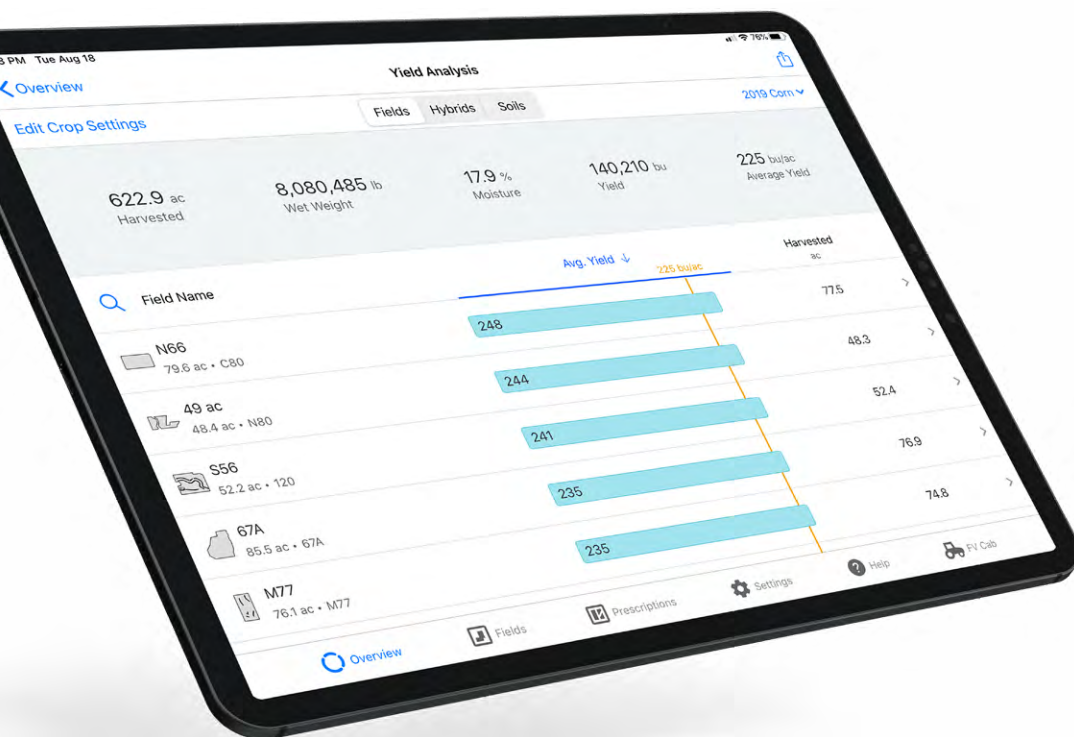 PM Tue Aug 18
76%
Overview
Yield Analysis
Edit Crop Settings
Fields Hybrids Soils
2019 Corn
622.9 ac
Harvested
8,080,485 lb
Wet Weight
17.9 %
Moisture
140,210 bu
Yield
225 bu/ac
Average Yield
Field Name
Avg. Yield ↓
225 bu/ac
Harvested
ac
N66
79.6 ac • C80
248
77.5
49 ac
48.4 ac • N80
244
48.3
S56
52.2 ac • 120
241
52.4
67A
85.5 ac • 67A
235
76.9
M77
76.1 ac • M77
235
74.8
Overview
Fields
Prescriptions
Settings
Help
FV Cab